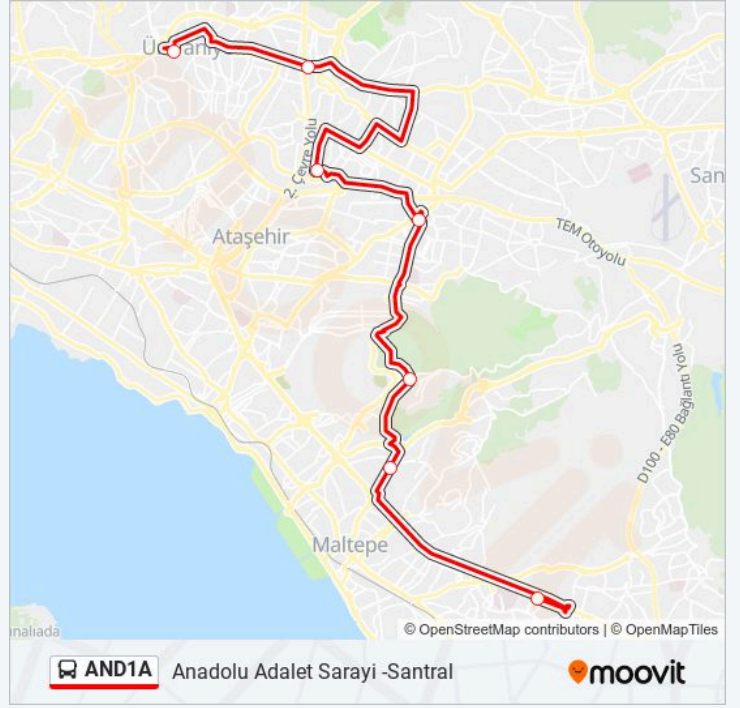 2. Çevre Yolu
San
Ataşehir
TEM Otoyolu
D100 - E80 Bağlantı Yolu
Maltepe
ınalıada
© OpenStreetMap contributors | © OpenMapTiles
AND1A Anadolu Adalet Sarayi -Santral moovit